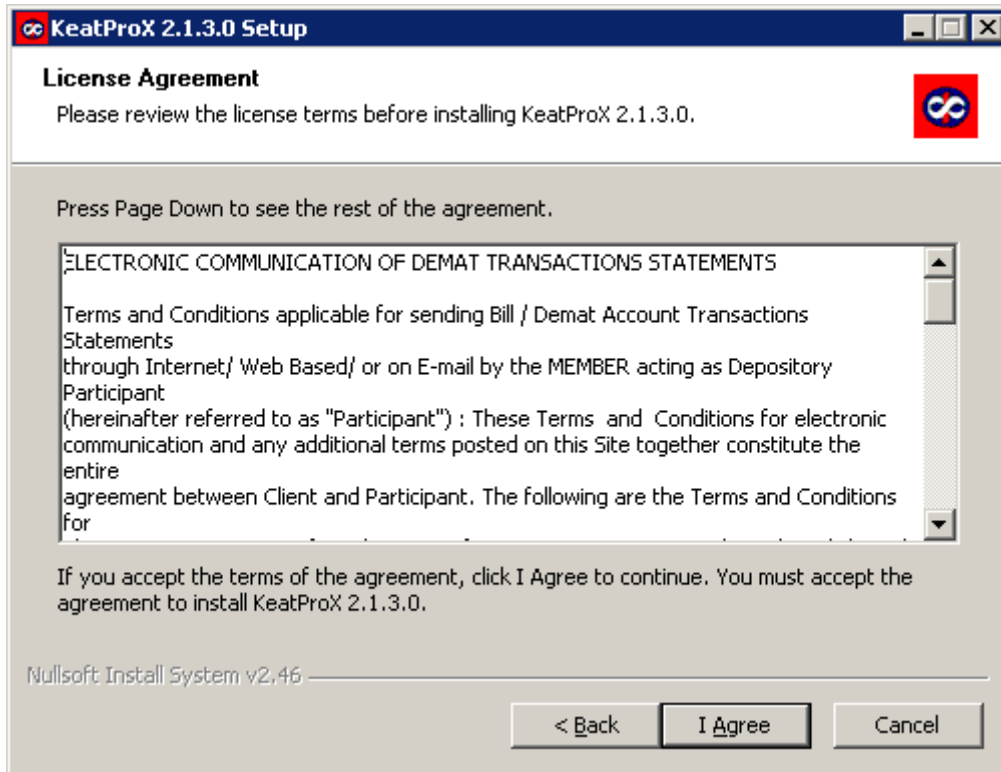 KeatProX 2.1.3.0 Setup
License Agreement
Please review the license terms before installing KeatProX 2.1.3.0.
Press Page Down to see the rest of the agreement.
ELECTRONIC COMMUNICATION OF DEMAT TRANSACTIONS STATEMENTS
Terms and Conditions applicable for sending Bill / Demat Account Transactions
Statements
through Internet/ Web Based/ or on E-mail by the MEMBER acting as Depository
Participant
(hereinafter referred to as "Participant") : These Terms  and  Conditions for electronic
communication and any additional terms posted on this Site together constitute the
entire
agreement between Client and Participant. The following are the Terms and Conditions
for
If you accept the terms of the agreement, click I Agree to continue. You must accept the
agreement to install KeatProX 2.1.3.0.
Nullsoft Install System v2.46
< Back
I Agree
Cancel